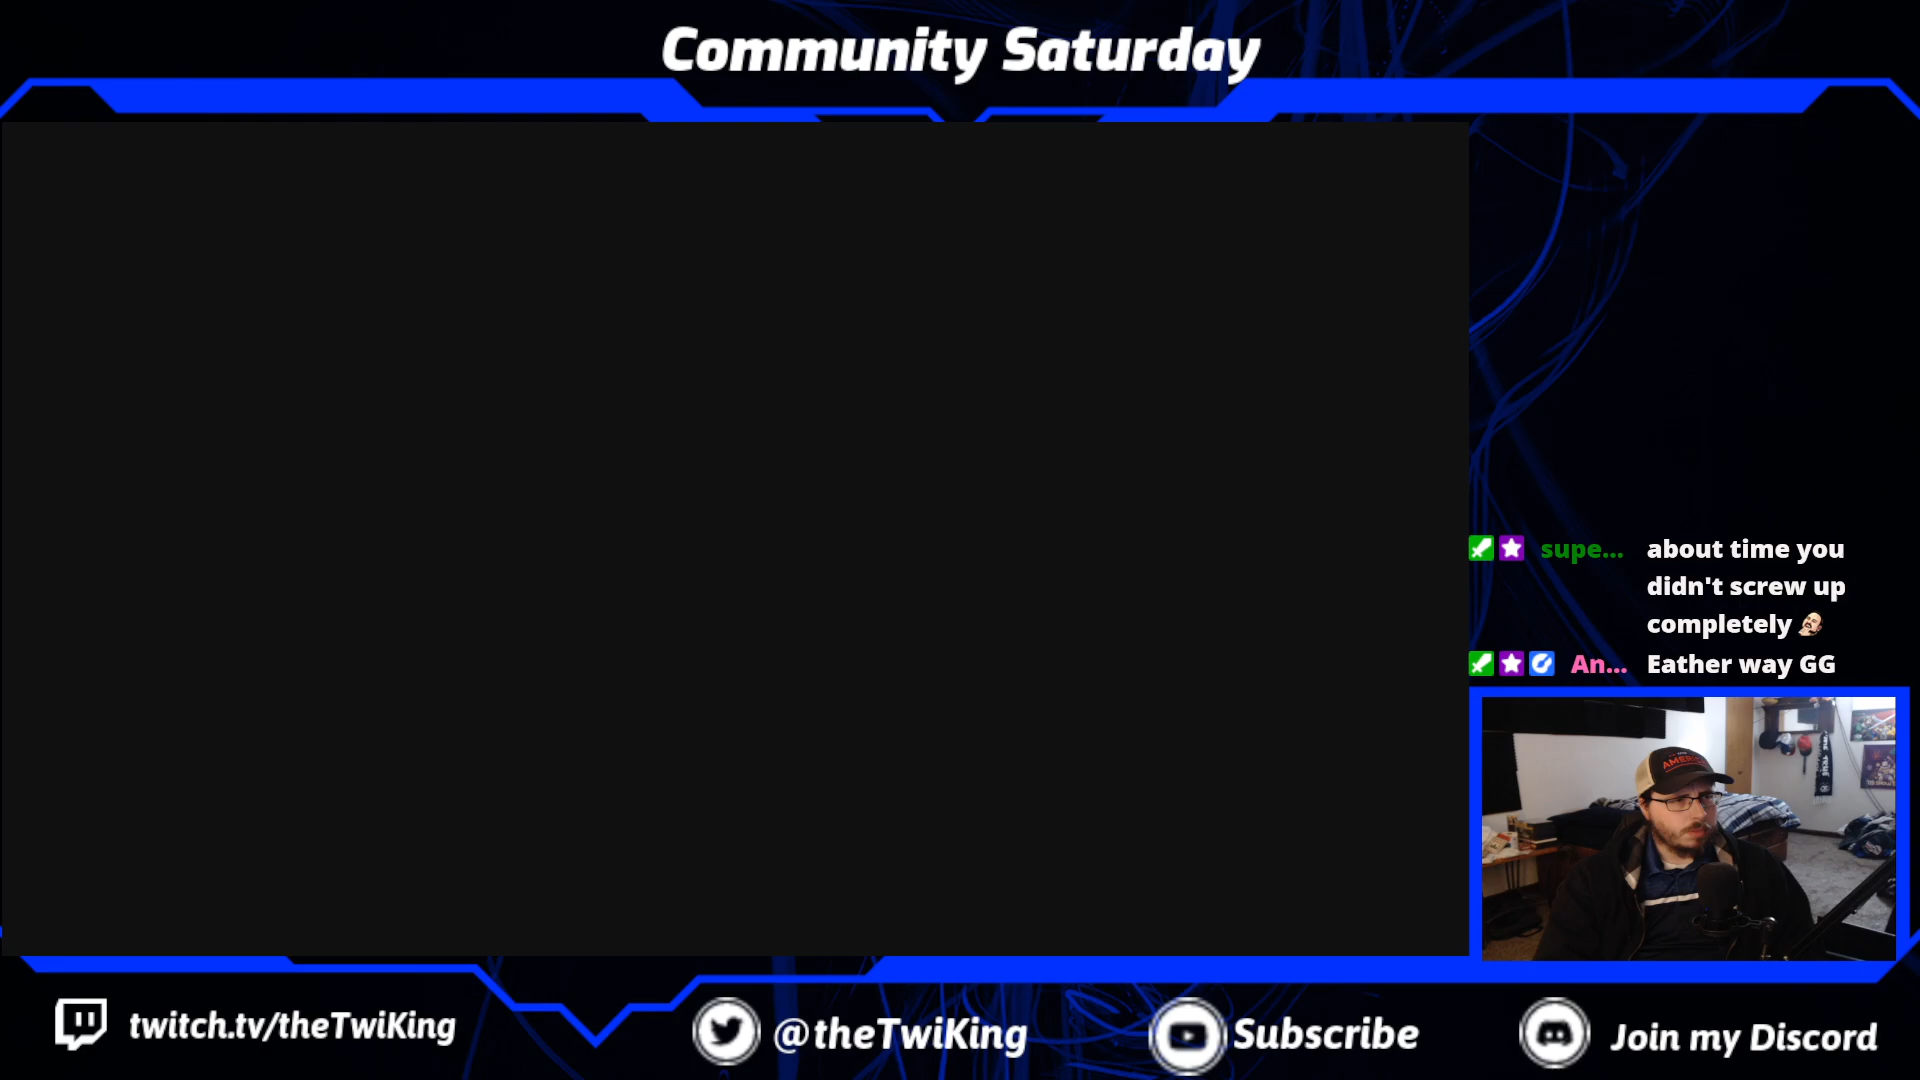 Community Saturday
supe... about time you
didn't screw up
completely
An... Eather way GG
AMERICA
twitch.tv/theTwiKing
@theTwiKing
Subscribe
Join my Discord